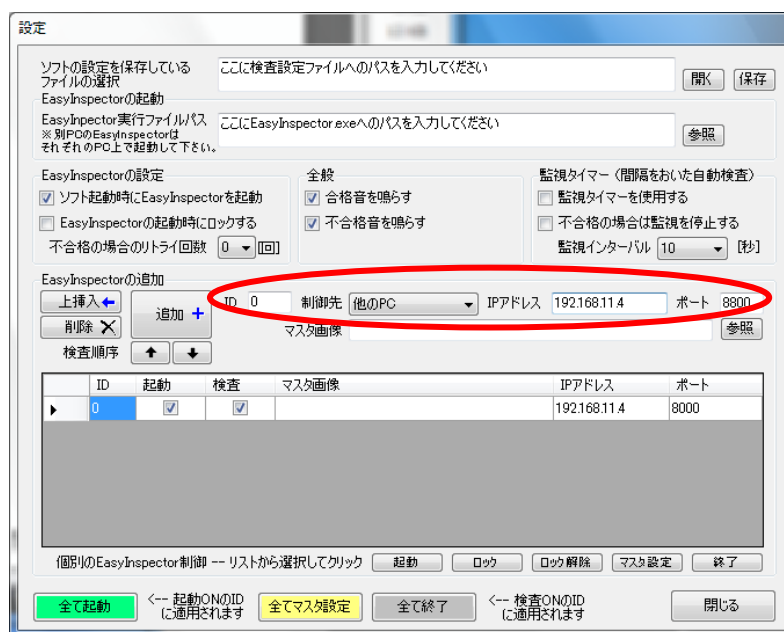 設定
ソフトの設定を保存している
ファイルの選択
ここに検査設定ファイルへのパスを入力してください
開く
保存
EasyInspectorの起動
EasyInpector実行ファイルパス
※ 別PCのEasyInspectorは
それぞれのPC上で起動して下さい。
ここにEasyInspector.exeへのパスを入力してください
参照
EasyInspectorの設定
ソフト起動時にEasyInspectorを起動
EasyInspectorの起動時にロックする
不合格の場合のリトライ回数 0 [回]
全般
合格音を鳴らす
不合格音を鳴らす
監視タイマー（間隔をおいた自動検査）
監視タイマーを使用する
不合格の場合は監視を停止する
監視インターバル 10 [秒]
EasyInspectorの追加
上挿入
削除
追加
検査順序
ID 0 制御先 他のPC IPアドレス 192.168.11.4 ポート 8800
マスタ画像
参照
ID 起動 検査 マスタ画像 IPアドレス ポート
0 192.168.11.4 8000
個別のEasyInspector制御 -- リストから選択してクリック 起動 ロック ロック解除 マスタ設定 終了
全て起動
<-- 起動ONのID
に適用されます
全てマスタ設定
全て終了
<-- 検査ONのID
に適用されます
閉じる